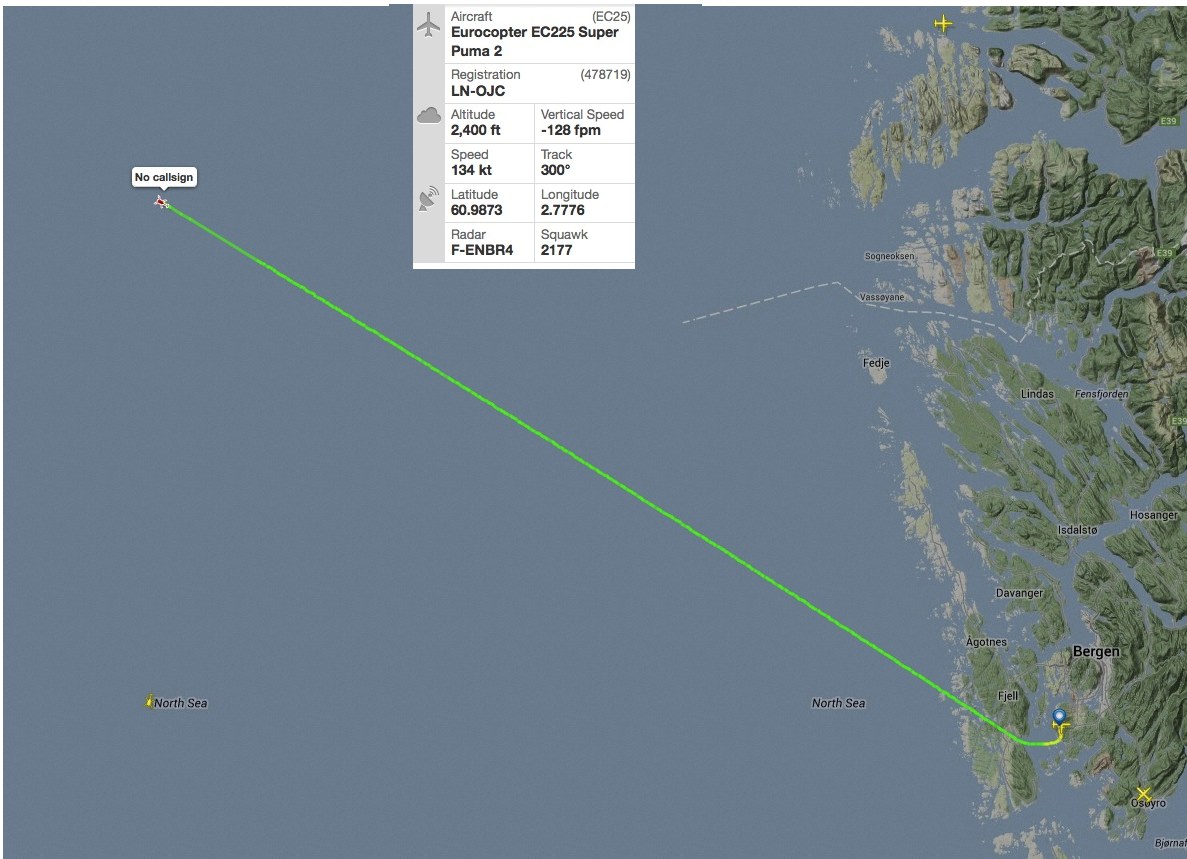 Aircraft (EC25)
Eurocopter EC225 Super
Puma 2
Registration (478719)
LN-OJC
Altitude Vertical Speed
2,400 ft -128 fpm
Speed Track
134 kt 300°
Latitude Longitude
60.9873 2.7776
Radar Squawk
F-ENBR4 2177
E39
No callsign
E39
Sogneoksen
Vassøyane
Fedje
Lindas
Fensfjorden
E39
Hosanger
Isdalstø
Davanger
Ågotnes
Bergen
Fjell
North Sea
North Sea
Osøyro
Bjørnaf